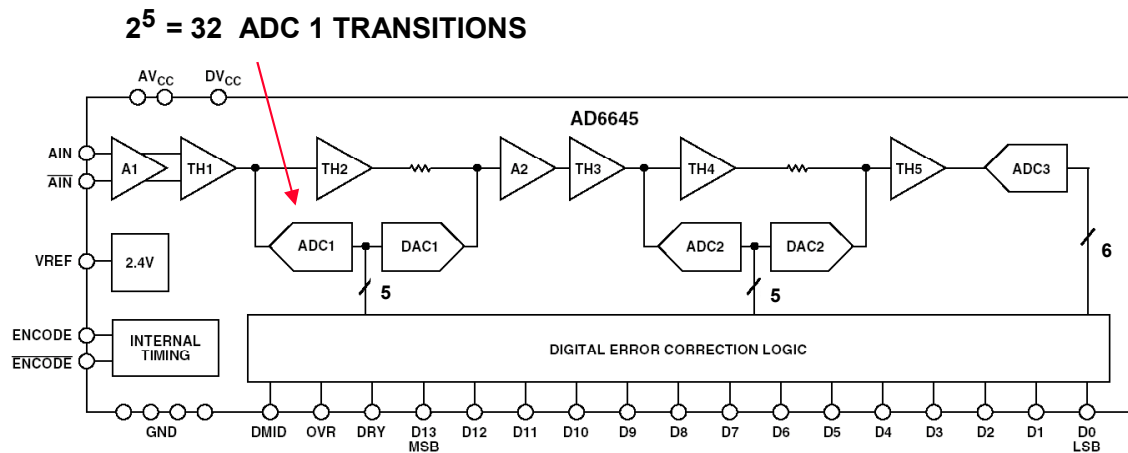 2⁵ = 32 ADC 1 TRANSITIONS
AVCC DVCC
AD6645
AIN
AIN
A1 TH1 TH2 A2 TH3 TH4 TH5 ADC3
ADC1 DAC1 ADC2 DAC2
VREF 2.4V
5 5 6
ENCODE
ENCODE
INTERNAL
TIMING
DIGITAL ERROR CORRECTION LOGIC
GND DMID OVR DRY D13 D12 D11 D10 D9 D8 D7 D6 D5 D4 D3 D2 D1 D0
MSB LSB